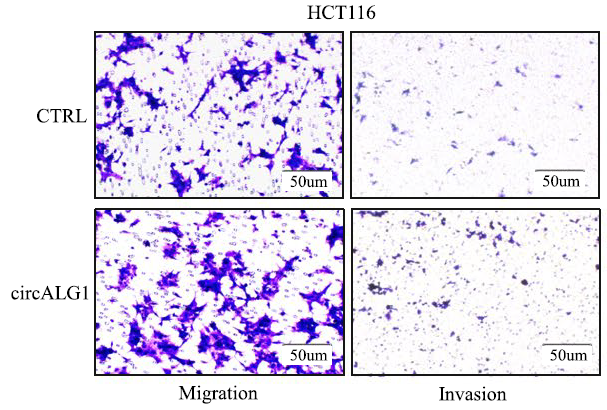 HCT116
CTRL
50um
50um
circALG1
50um
50um
Migration
Invasion